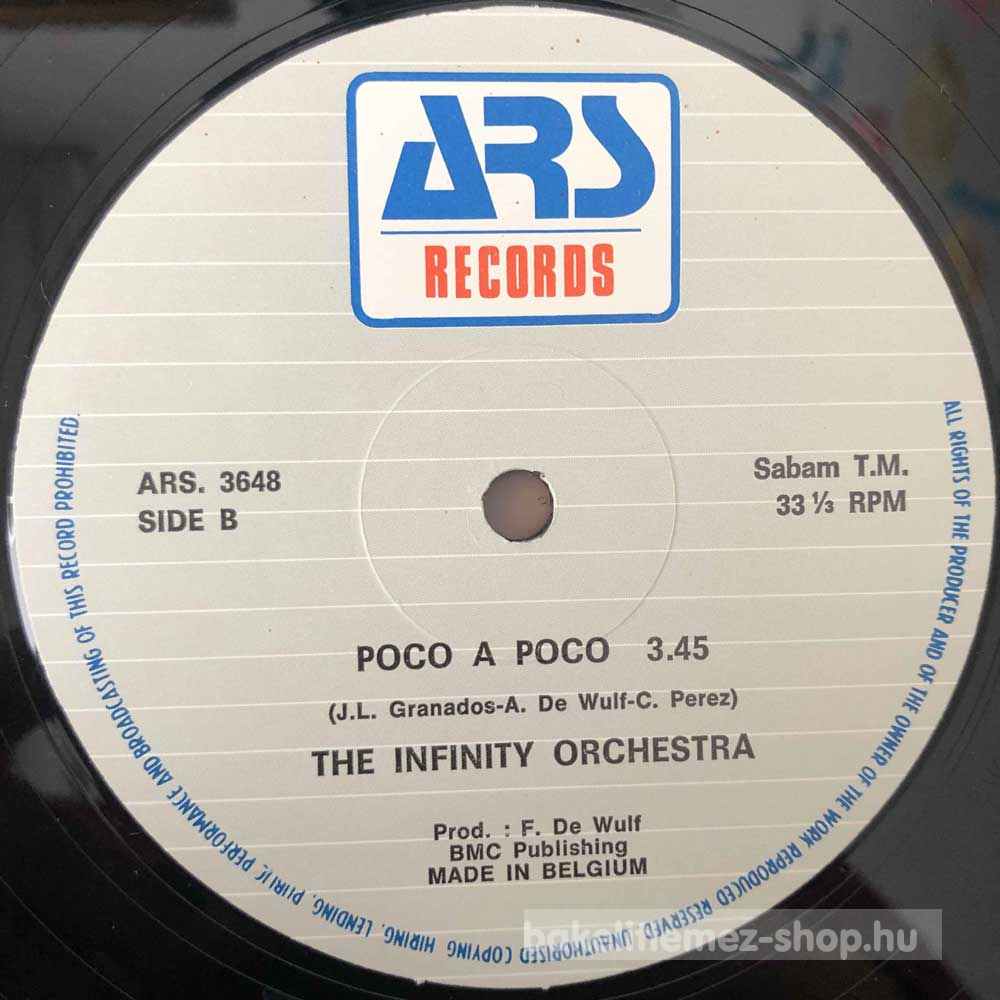 ARS
RECORDS
ARS. 3648
SIDE B
Sabam T.M.
33 ⅓ RPM
POCO A POCO 3.45
(J.L. Granados-A. De Wulf-C. Perez)
THE INFINITY ORCHESTRA
Prod. : F. De Wulf
BMC Publishing
MADE IN BELGIUM
ALL RIGHTS OF THE PRODUCER AND OF THE OWNER OF THE WORK REPRODUCED RESERVED. UNAUTHORISED COPYING, HIRING, LENDING, PUBLIC PERFORMANCE AND BROADCASTING OF THIS RECORD PROHIBITED.
bakelitlemez-shop.hu